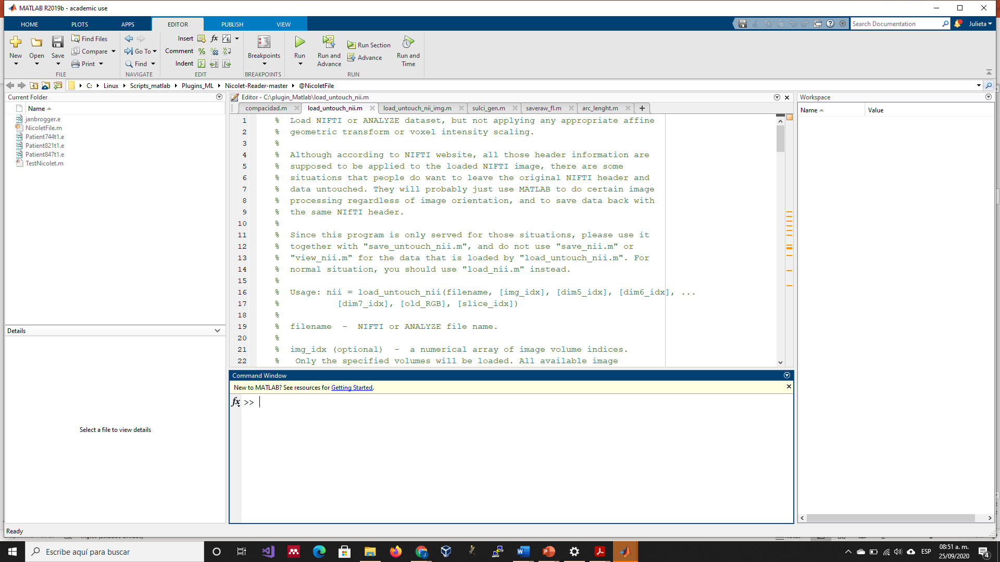 MATLAB R2019b - academic use
HOME PLOTS APPS EDITOR PUBLISH VIEW
Search Documentation
Julieta
New Open Save
Find Files
Compare
Print
FILE
Go To
Find
NAVIGATE
Insert
Comment
Indent
EDIT
Breakpoints
BREAKPOINTS
Run
Run and Advance
Run Section
Advance
Run and Time
RUN
C: Linux Scripts_matlab Plugins_ML Nicolet-Reader-master @NicoletFile
Current Folder
Name
janbrogger.e
NicoletFile.m
Patient744t1.e
Patient821t1.e
Patient847t1.e
TestNicolet.m
Details
Select a file to view details
Editor - C:\plugin_Matlab\load_untouch_nii.m
compacidad.m load_untouch_nii.m load_untouch_nii_img.m sulci_gen.m saveraw_fl.m arc_lenght.m
1 % Load NIFTI or ANALYZE dataset, but not applying any appropriate affine
2 % geometric transform or voxel intensity scaling.
3 %
4 % Although according to NIFTI website, all those header information are
5 % supposed to be applied to the loaded NIFTI image, there are some
6 % situations that people do want to leave the original NIFTI header and
7 % data untouched. They will probably just use MATLAB to do certain image
8 % processing regardless of image orientation, and to save data back with
9 % the same NIfTI header.
10 %
11 % Since this program is only served for those situations, please use it
12 % together with "save_untouch_nii.m", and do not use "save_nii.m" or
13 % "view_nii.m" for the data that is loaded by "load_untouch_nii.m". For
14 % normal situation, you should use "load_nii.m" instead.
15 %
16 % Usage: nii = load_untouch_nii(filename, [img_idx], [dim5_idx], [dim6_idx], ...
17 % [dim7_idx], [old_RGB], [slice_idx])
18 %
19 % filename - NIFTI or ANALYZE file name.
20 %
21 % img_idx (optional) - a numerical array of image volume indices.
22 % Only the specified volumes will be loaded. All available image
Command Window
New to MATLAB? See resources for Getting Started.
fx >>
Workspace
Name Value
Ready
Escribe aquí para buscar
ESP
08:51 a. m.
25/09/2020
4